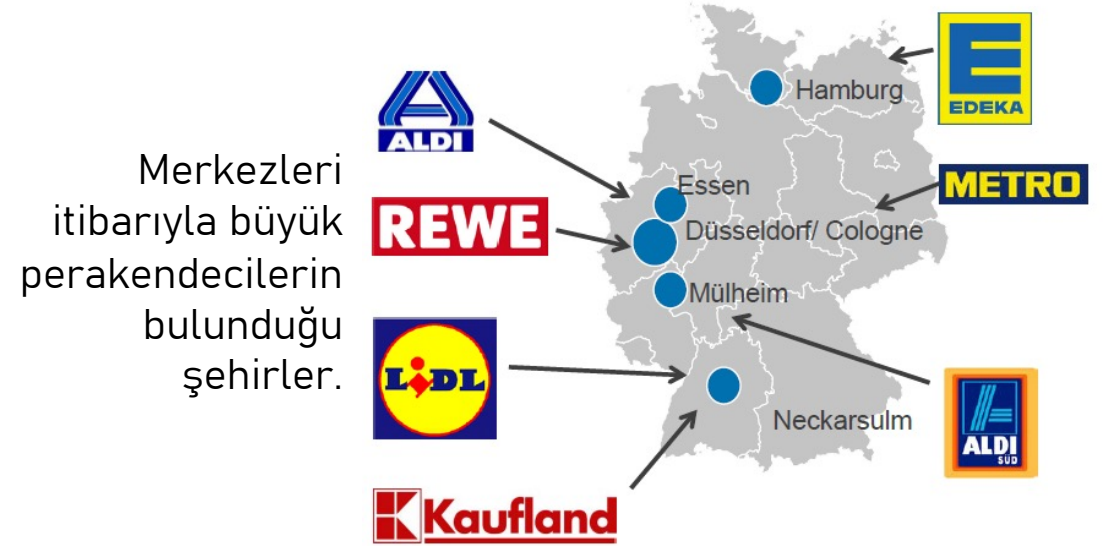 Merkezleri
itibarıyla büyük
perakendecilerin
bulunduğu
şehirler.
ALDI
REWE
LiDL
Kaufland
Hamburg
Essen
Düsseldorf/ Cologne
Mülheim
Neckarsulm
E
EDEKA
METRO
ALDI
SÜD